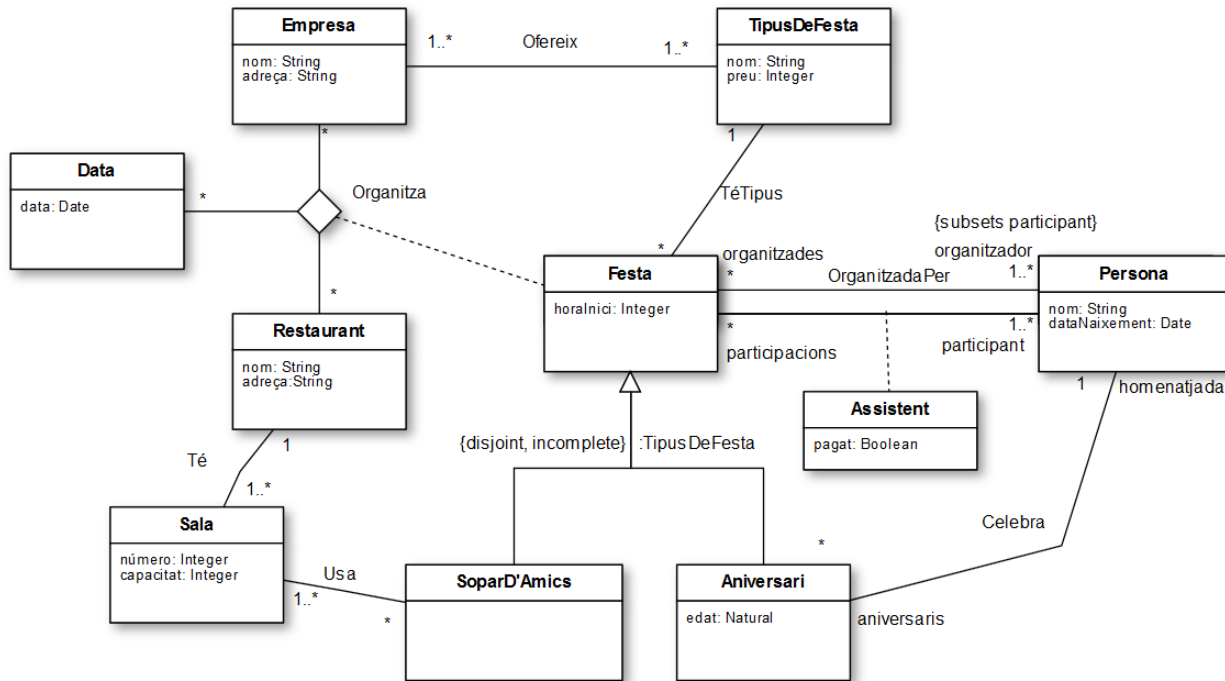 Empresa
nom: String
adreça: String
1..*
Ofereix
1..*
TipusDeFesta
nom: String
preu: Integer
*
1
Data
data: Date
*
Organitza
TéTipus
*
*
organitzades
{subsets participant}
organitzador
Festa
horaInici: Integer
*
OrganitzadaPer
1..*
Persona
nom: String
dataNaixement: Date
*
participacions
1..*
participant
Restaurant
nom: String
adreça:String
1
homenatjada
Assistent
pagat: Boolean
{disjoint, incomplete}
:TipusDeFesta
Té
1
1..*
Sala
número: Integer
capacitat: Integer
Usa
1..*
*
SoparD'Amics
*
Aniversari
edat: Natural
Celebra
aniversaris